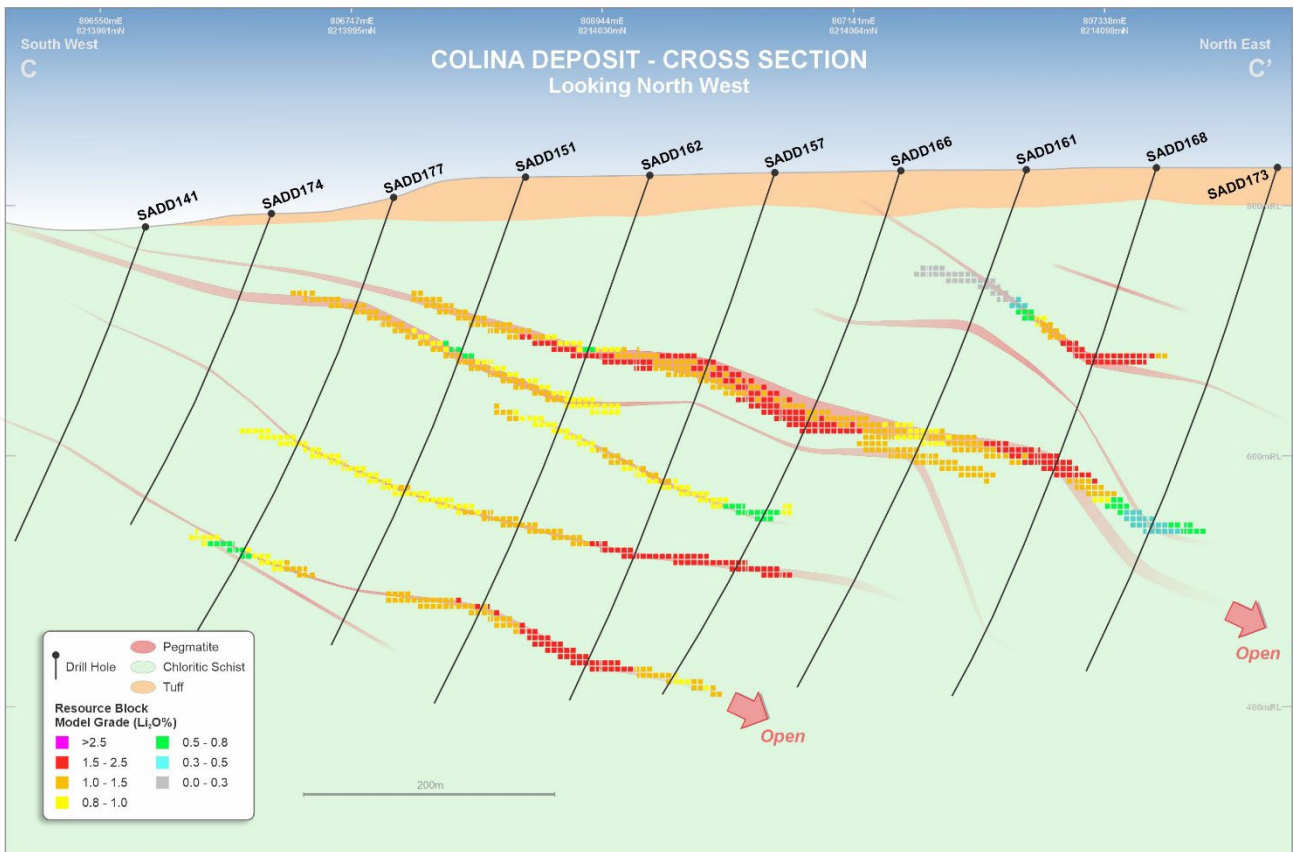 806550mE
8213961mN
806747mE
8213995mN
806944mE
8214030mN
807141mE
8214064mN
807338mE
8214098mN
South West
C
COLINA DEPOSIT - CROSS SECTION
Looking North West
North East
C'
SADD141
SADD174
SADD177
SADD151
SADD162
SADD157
SADD166
SADD161
SADD168
SADD173
800mRL
600mRL
400mRL
Open
Open
Drill Hole
Pegmatite
Chloritic Schist
Tuff
Resource Block
Model Grade (Li₂O%)
>2.5
1.5 - 2.5
1.0 - 1.5
0.8 - 1.0
0.5 - 0.8
0.3 - 0.5
0.0 - 0.3
200m